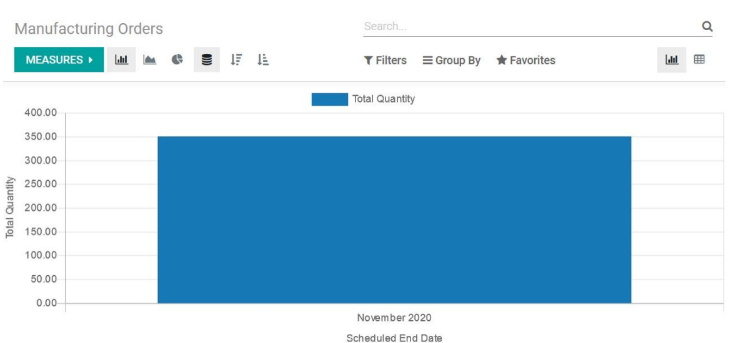 Manufacturing Orders
Search...
MEASURES
Filters
Group By
Favorites
Total Quantity
400.00
350.00
300.00
250.00
200.00
150.00
100.00
50.00
0.00
Total Quantity
November 2020
Scheduled End Date